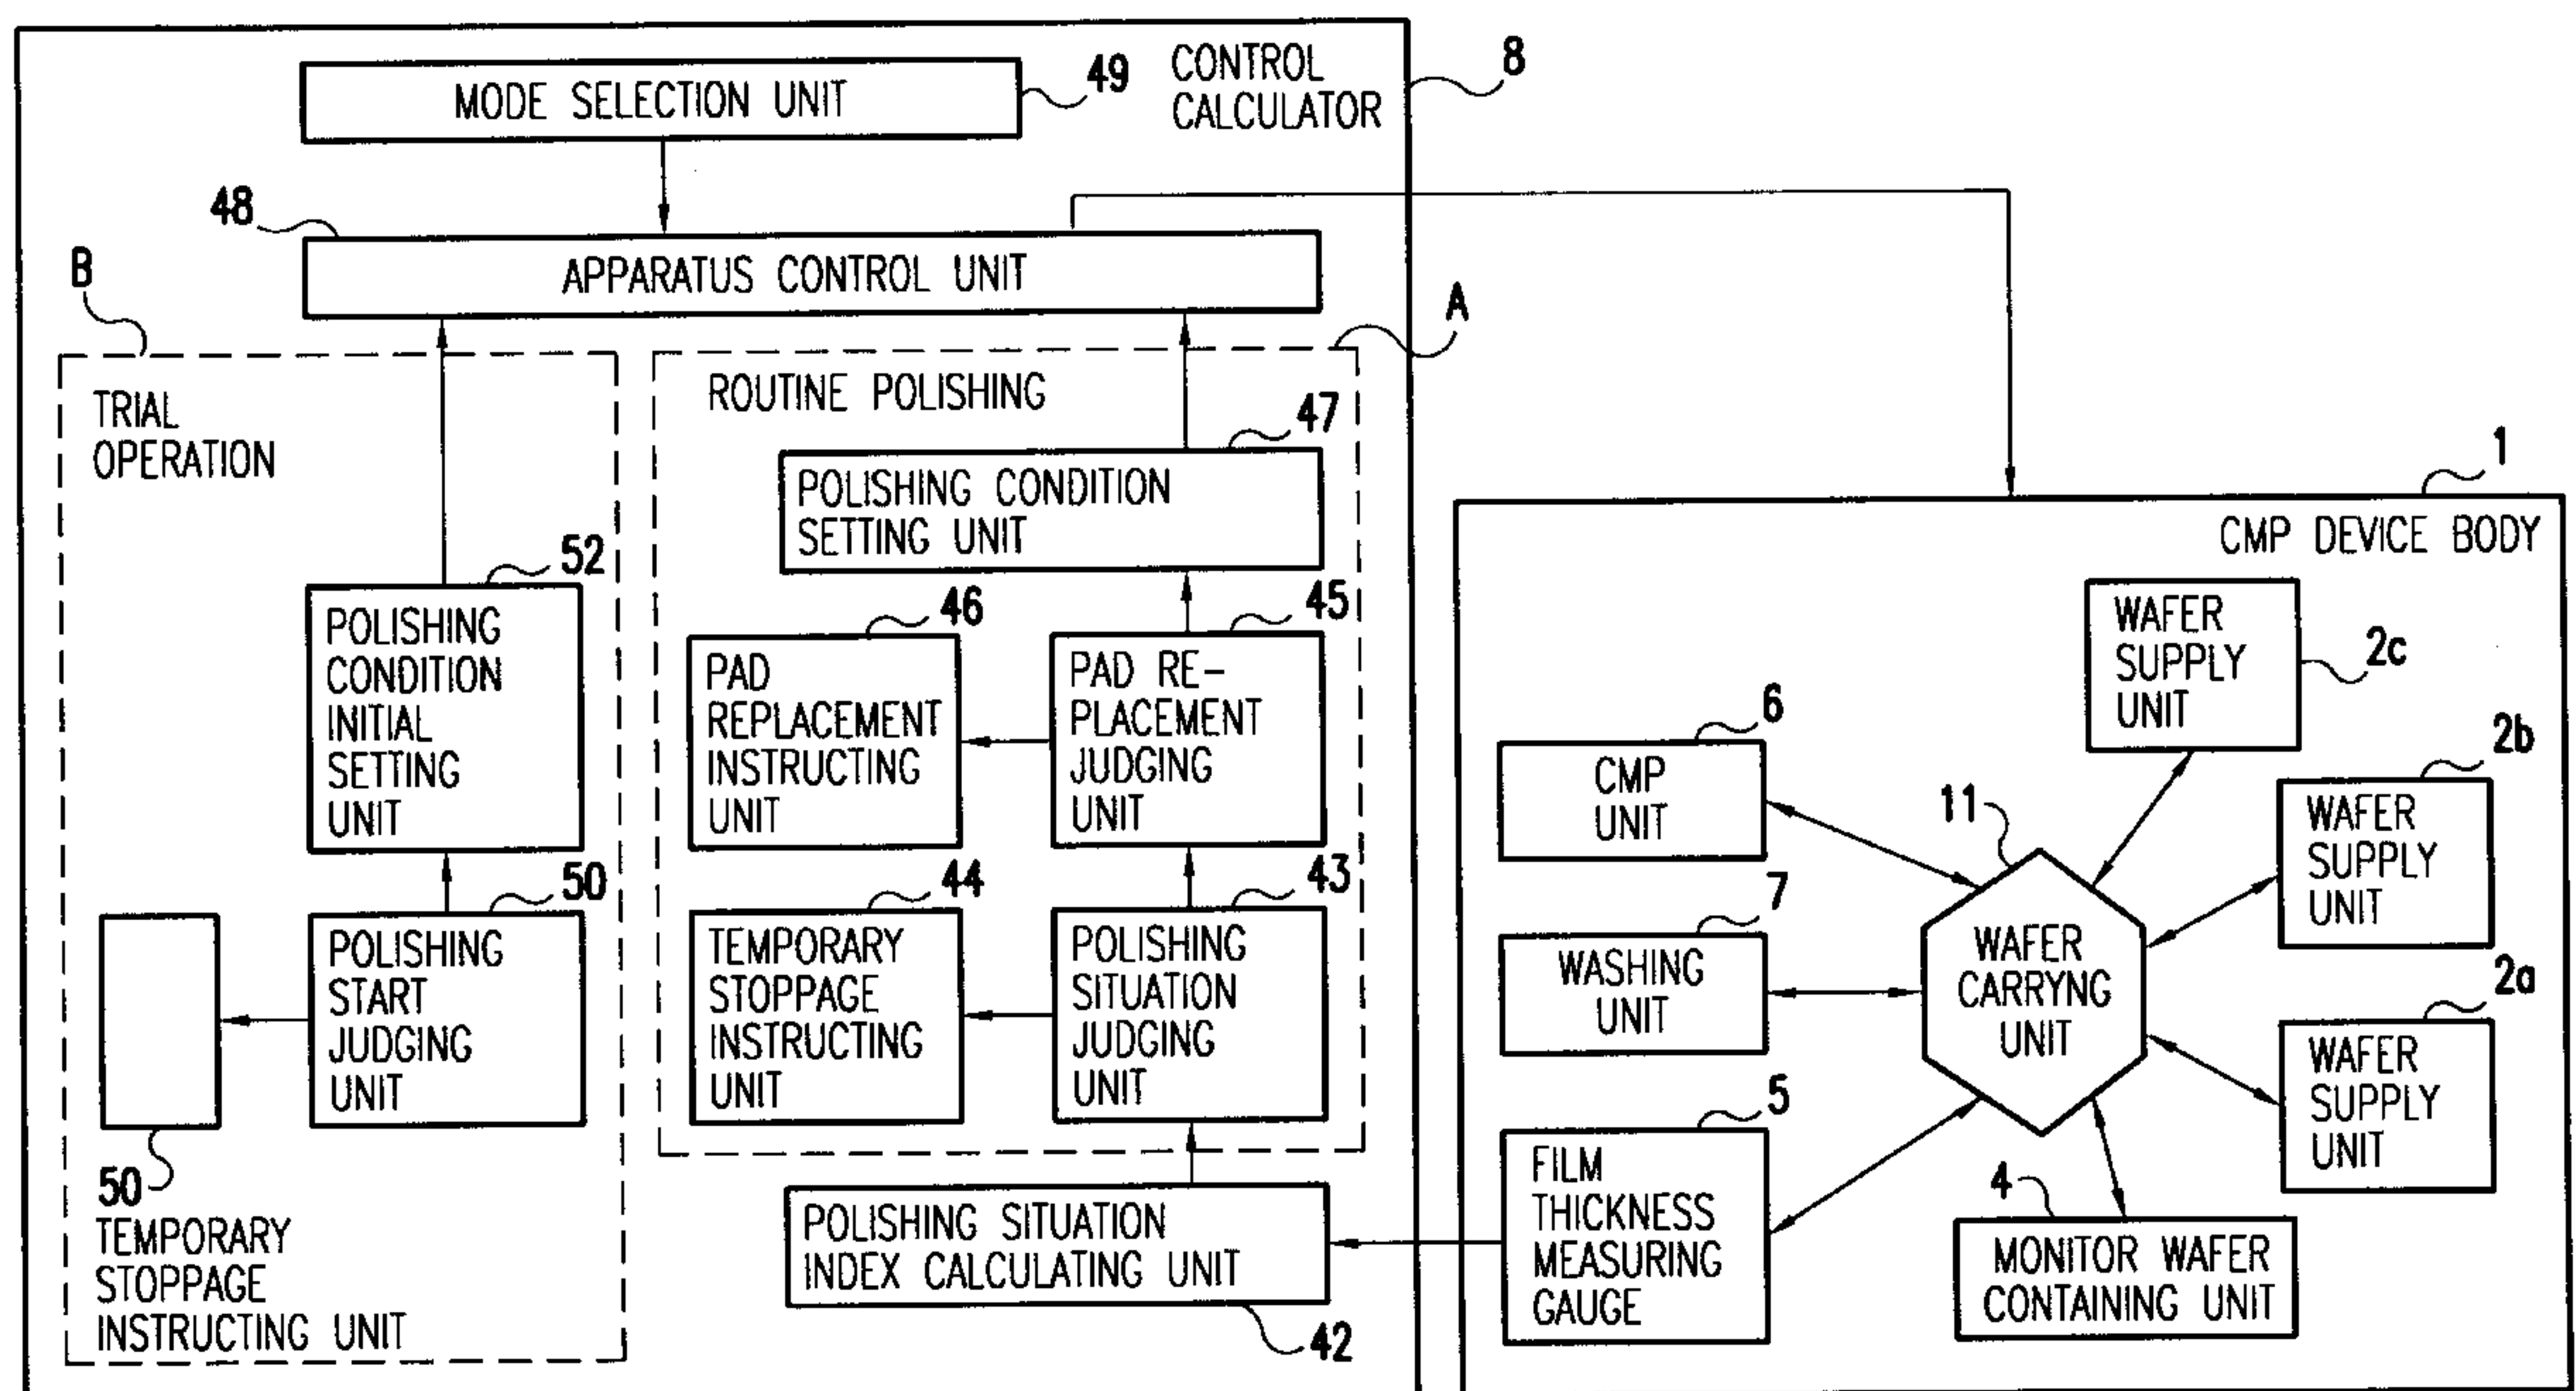 CONTROL
CALCULATOR
8
MODE SELECTION UNIT
49
48
APPARATUS CONTROL UNIT
B
A
TRIAL
OPERATION
ROUTINE POLISHING
47
POLISHING CONDITION
SETTING UNIT
52
POLISHING
CONDITION
INITIAL
SETTING
UNIT
46
PAD
REPLACEMENT
INSTRUCTING
UNIT
45
PAD RE-
PLACEMENT
JUDGING
UNIT
50
POLISHING
START
JUDGING
UNIT
44
TEMPORARY
STOPPAGE
INSTRUCTING
UNIT
43
POLISHING
SITUATION
JUDGING
UNIT
50
TEMPORARY
STOPPAGE
INSTRUCTING UNIT
POLISHING SITUATION
INDEX CALCULATING UNIT
42
1
CMP DEVICE BODY
WAFER
SUPPLY
UNIT
2c
6
CMP
UNIT
2b
WAFER
SUPPLY
UNIT
11
WAFER
CARRYNG
UNIT
7
WASHING
UNIT
2a
WAFER
SUPPLY
UNIT
5
FILM
THICKNESS
MEASURING
GAUGE
4
MONITOR WAFER
CONTAINING UNIT